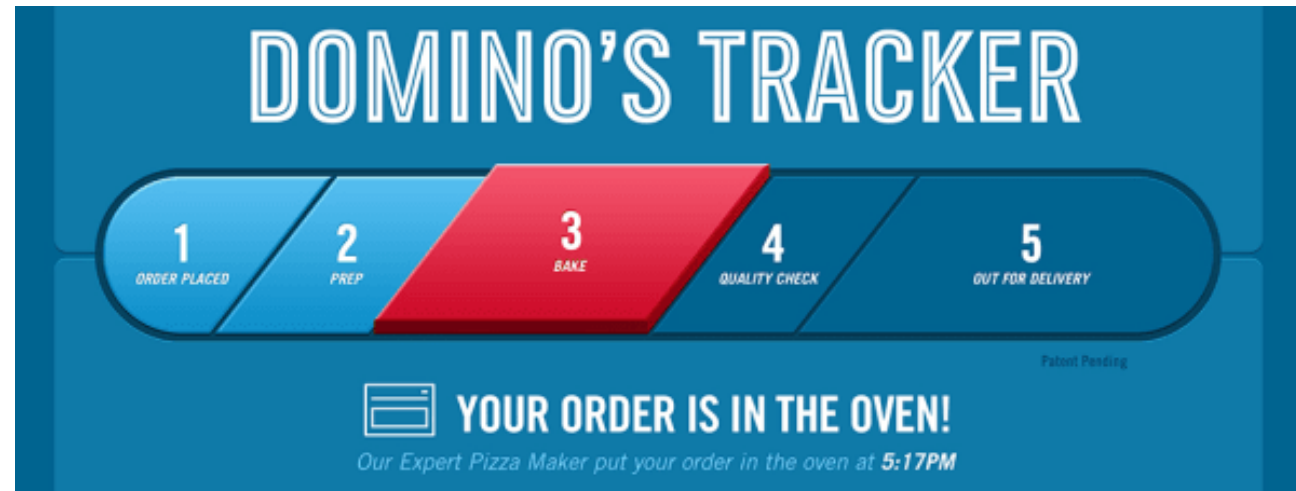 DOMINO'S TRACKER
1
ORDER PLACED
2
PREP
3
BAKE
4
QUALITY CHECK
5
OUT FOR DELIVERY
Patent Pending
YOUR ORDER IS IN THE OVEN!
Our Expert Pizza Maker put your order in the oven at 5:17PM